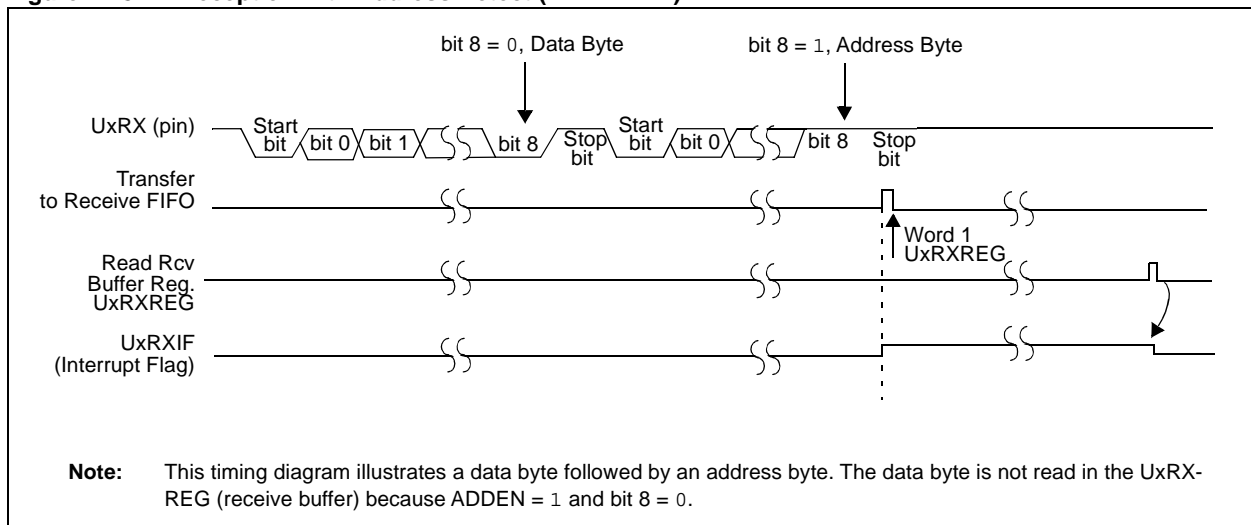 bit 8 = 0, Data Byte
bit 8 = 1, Address Byte
UxRX (pin)
Start
bit
bit 0
bit 1
bit 8
Stop
bit
Start
bit
bit 0
bit 8
Stop
bit
Transfer
to Receive FIFO
Word 1
UxRXREG
Read Rcv
Buffer Reg.
UxRXREG
UxRXIF
(Interrupt Flag)
Note: This timing diagram illustrates a data byte followed by an address byte. The data byte is not read in the UxRX-
REG (receive buffer) because ADDEN = 1 and bit 8 = 0.